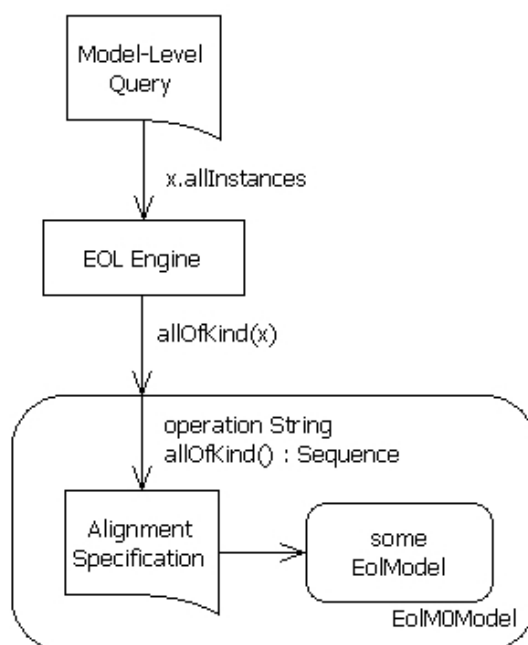 Model-Level
Query
x.allInstances
EOL Engine
allOfKind(x)
operation String
allOfKind() : Sequence
Alignment
Specification
some
EolModel
EolM0Model